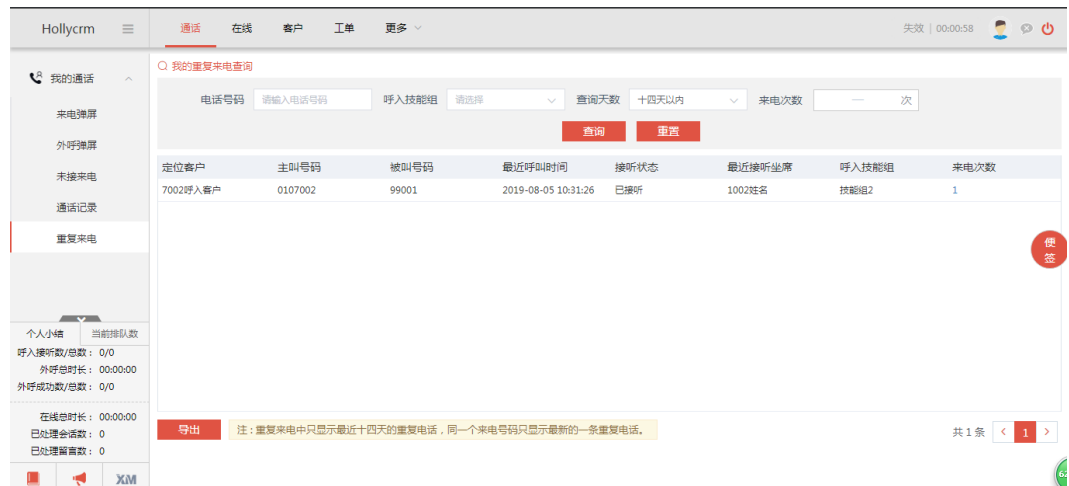 Hollycrm 通话 在线 客户 工单 更多 失效 | 00:00:58
我的通话
来电弹屏
外呼弹屏
未接来电
通话记录
重复来电
个人小结 当前排队数
呼入接听数/总数: 0/0
外呼总时长: 00:00:00
外呼成功数/总数: 0/0
在线总时长: 00:00:00
已处理会话数: 0
已处理留言数: 0
XM
我的重复来电查询
电话号码 请输入电话号码 呼入技能组 请选择 查询天数 十四天以内 来电次数 — 次
查询 重置
定位客户 主叫号码 被叫号码 最近呼叫时间 接听状态 最近接听坐席 呼入技能组 来电次数
7002呼入客户 0107002 99001 2019-08-05 10:31:26 已接听 1002姓名 技能组2 1
便
签
导出 注:重复来电中只显示最近十四天的重复电话,同一个来电号码只显示最新的一条重复电话。 共1条 < 1 >